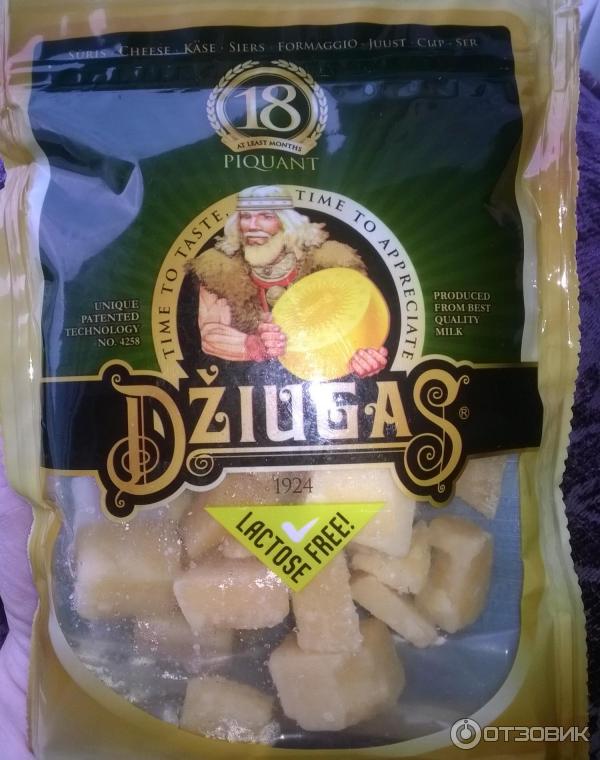 SŪRIS · CHEESE · KÄSE · SIERS · FORMAGGIO · JUUST · СЫР · SER
18
AT LEAST MONTHS
PIQUANT
TIME TO TASTE, TIME TO APPRECIATE
UNIQUE
PATENTED
TECHNOLOGY
NO. 4258
PRODUCED
FROM BEST
QUALITY
MILK
DŽIUGAS®
1924
LACTOSE FREE!
ОТЗОВИК